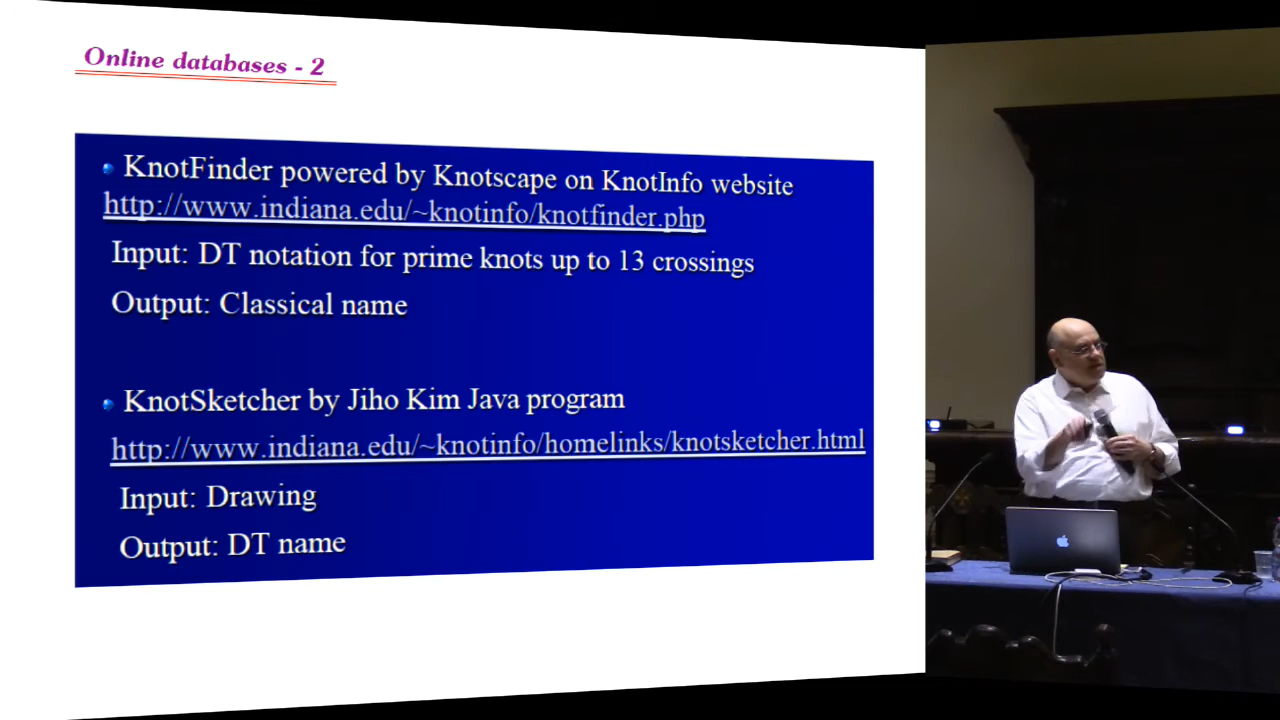 Online databases - 2
KnotFinder powered by Knotscape on KnotInfo website
http://www.indiana.edu/~knotinfo/knotfinder.php
Input: DT notation for prime knots up to 13 crossings
Output: Classical name
KnotSketcher by Jiho Kim Java program
http://www.indiana.edu/~knotinfo/homelinks/knotsketcher.html
Input: Drawing
Output: DT name